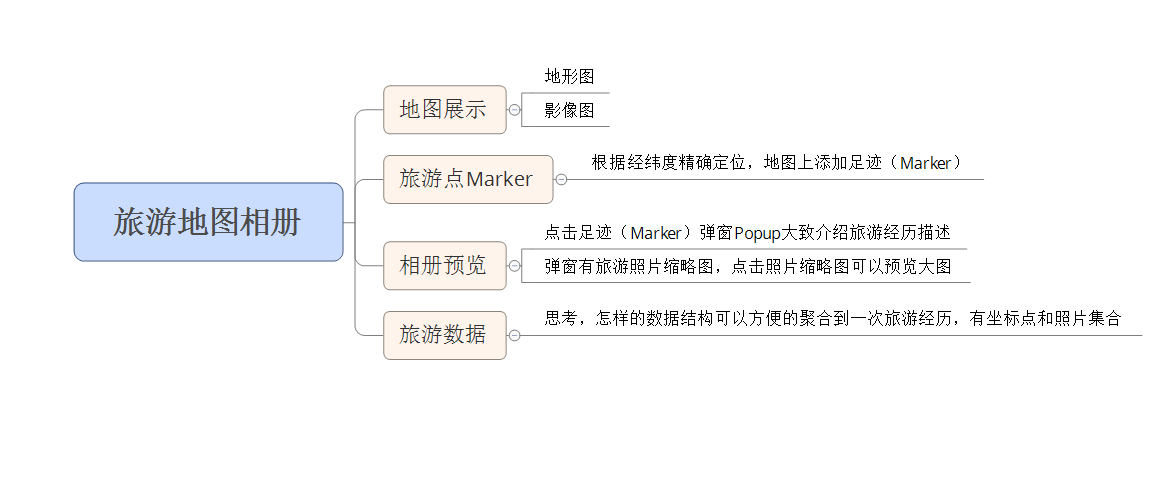 旅游地图相册
地图展示
地形图
影像图
旅游点Marker
根据经纬度精确定位，地图上添加足迹（Marker）
相册预览
点击足迹（Marker）弹窗Popup大致介绍旅游经历描述
弹窗有旅游照片缩略图，点击照片缩略图可以预览大图
旅游数据
思考，怎样的数据结构可以方便的聚合到一次旅游经历，有坐标点和照片集合